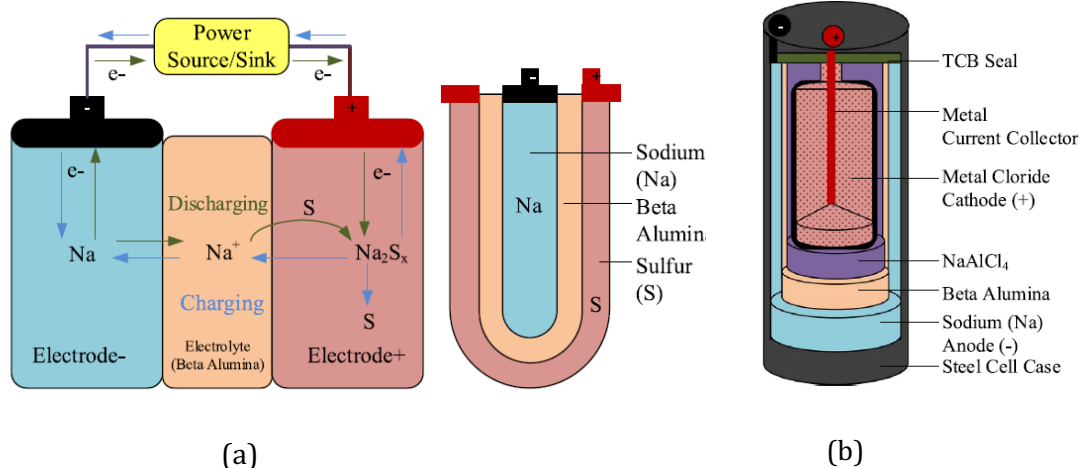 Power
Source/Sink
e-
e-
-
+
e-
e-
Discharging
S
Na
Na+
Na2Sx
Charging
S
Electrode-
Electrolyte
(Beta Alumina)
Electrode+
-
+
Sodium
(Na)
Na
Beta
Alumina
Sulfur
(S)
S
-
+
TCB Seal
Metal
Current Collector
Metal Cloride
Cathode (+)
NaAlCl4
Beta Alumina
Sodium (Na)
Anode (-)
Steel Cell Case
(a)
(b)